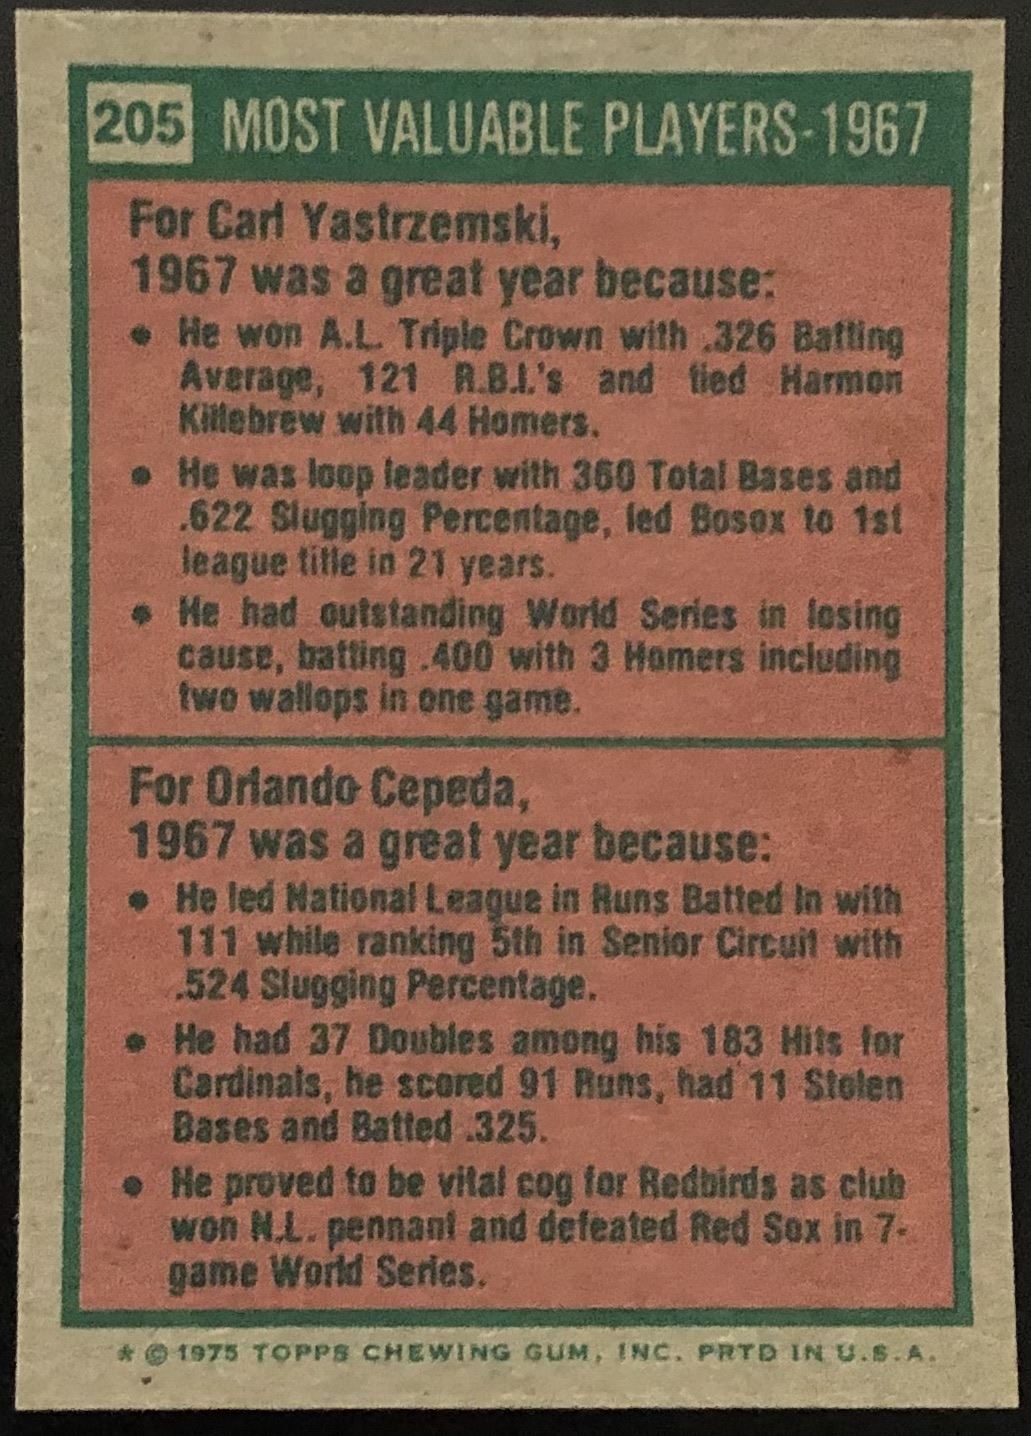 205 MOST VALUABLE PLAYERS-1967
For Carl Yastrzemski,
1967 was a great year because:
● He won A.L. Triple Crown with .326 Batting
Average, 121 R.B.I.'s and tied Harmon
Killebrew with 44 Homers.
● He was loop leader with 360 Total Bases and
.622 Slugging Percentage, led Bosox to 1st
league title in 21 years.
● He had outstanding World Series in losing
cause, batting .400 with 3 Homers including
two wallops in one game.
For Orlando Cepeda,
1967 was a great year because:
● He led National League in Runs Batted In with
111 while ranking 5th in Senior Circuit with
.524 Slugging Percentage.
● He had 37 Doubles among his 183 Hits for
Cardinals, he scored 91 Runs, had 11 Stolen
Bases and Batted .325.
● He proved to be vital cog for Redbirds as club
won N.L. pennant and defeated Red Sox in 7-
game World Series.
* © 1975 TOPPS CHEWING GUM, INC. PRTD IN U.S.A.